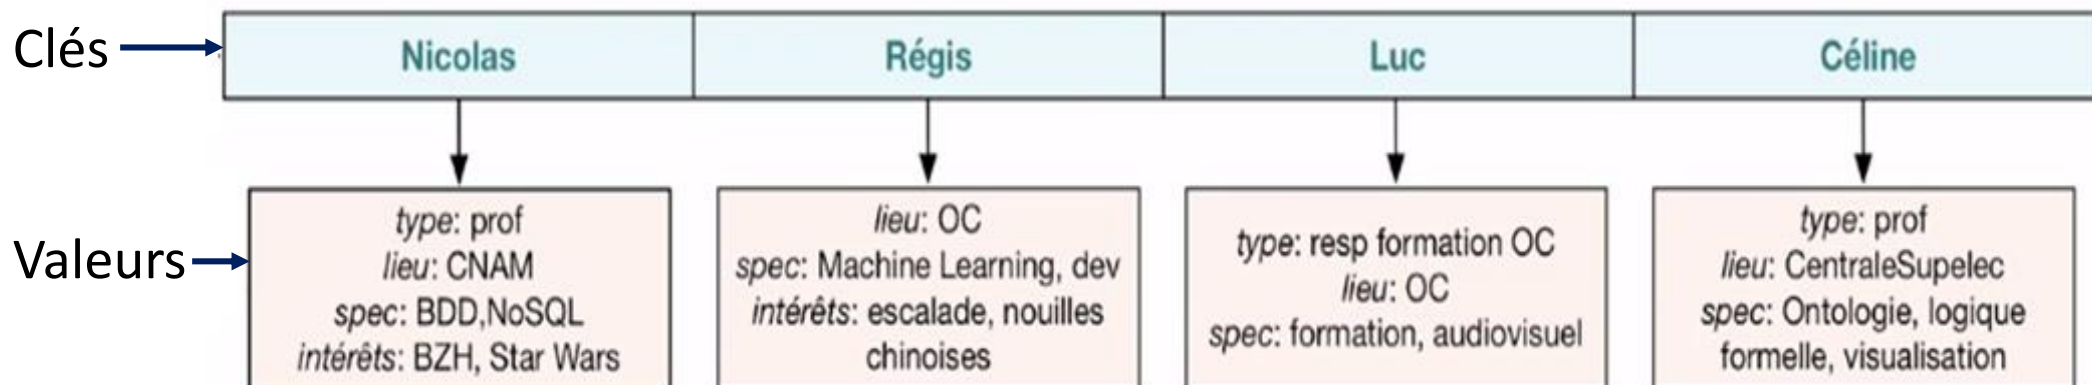 Clés
Nicolas
Régis
Luc
Céline
Valeurs
type: prof
lieu: CNAM
spec: BDD,NoSQL
intérêts: BZH, Star Wars
lieu: OC
spec: Machine Learning, dev
intérêts: escalade, nouilles
chinoises
type: resp formation OC
lieu: OC
spec: formation, audiovisuel
type: prof
lieu: CentraleSupelec
spec: Ontologie, logique
formelle, visualisation